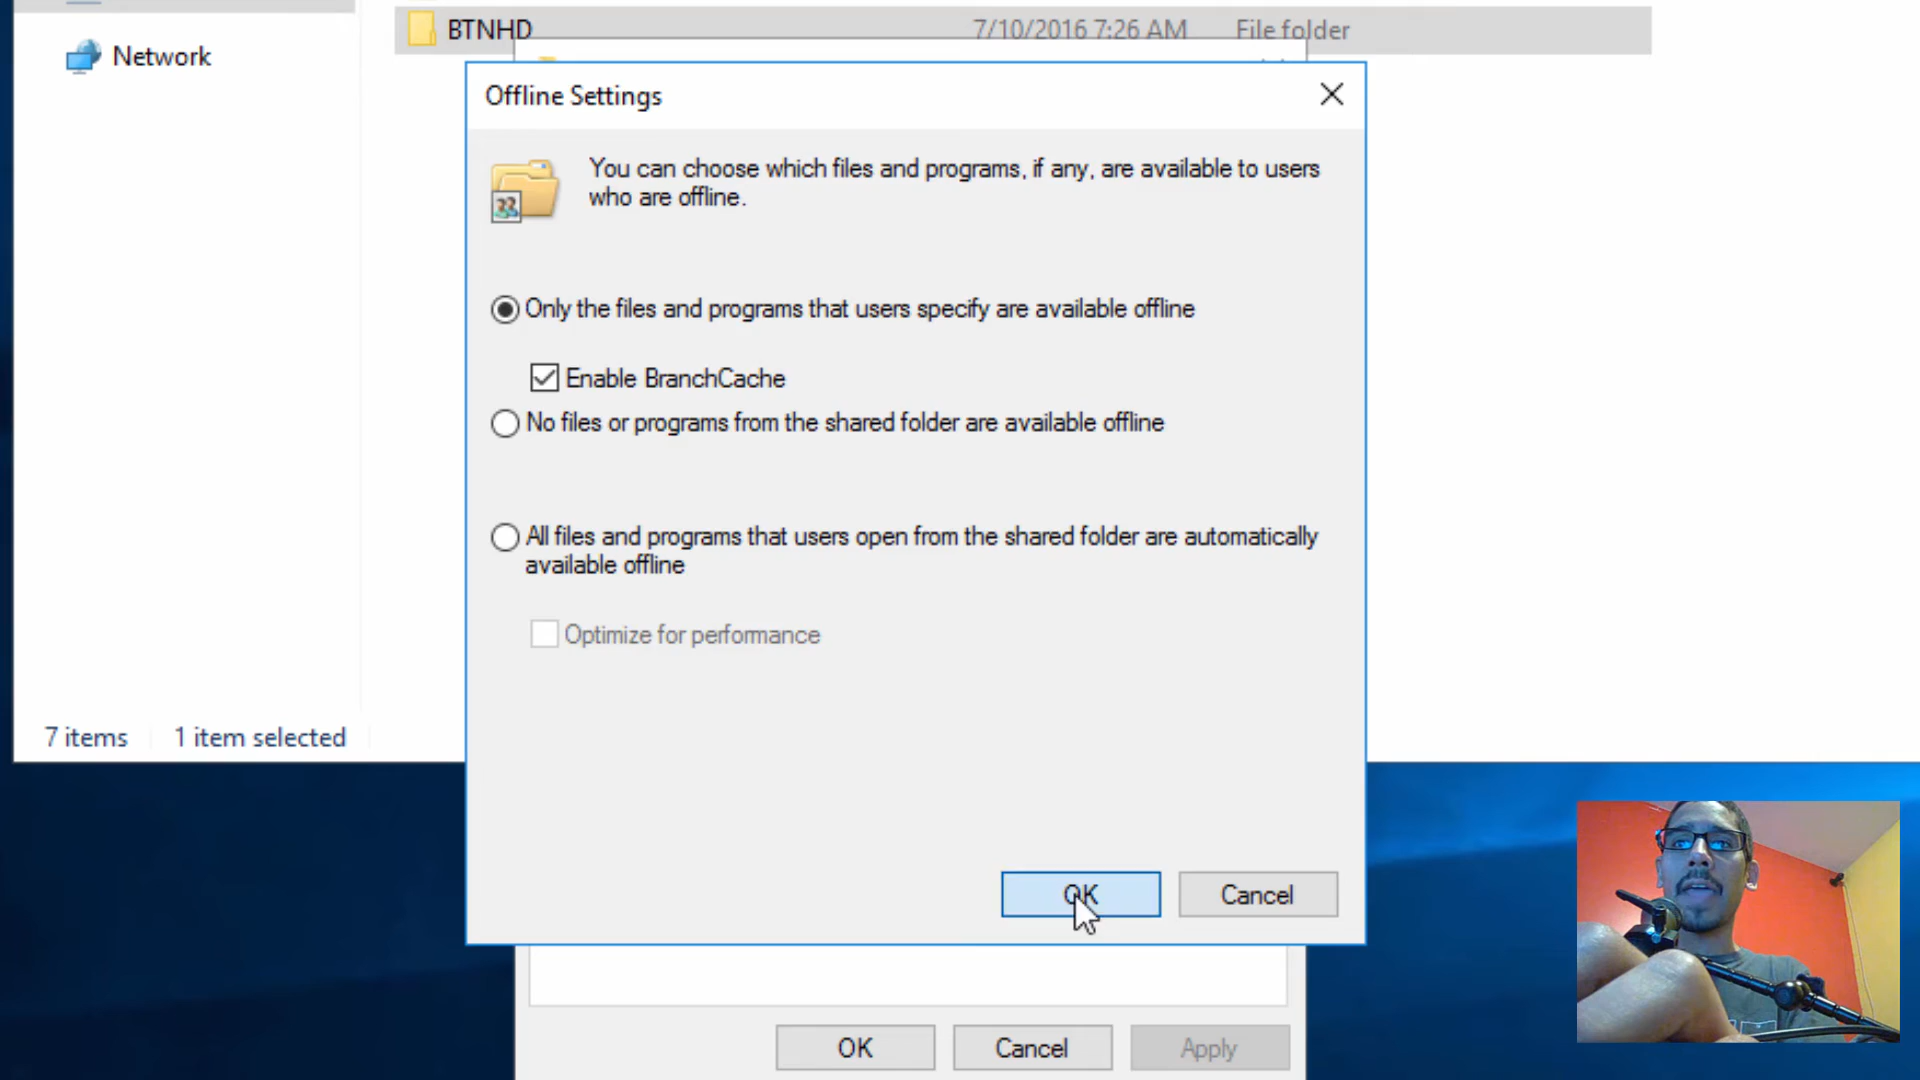 BTNHD 7/10/2016 7:26 AM File folder
Network
Offline Settings
You can choose which files and programs, if any, are available to users
who are offline.
Only the files and programs that users specify are available offline
Enable BranchCache
No files or programs from the shared folder are available offline
All files and programs that users open from the shared folder are automatically
available offline
Optimize for performance
7 items 1 item selected
OK Cancel
OK Cancel Apply